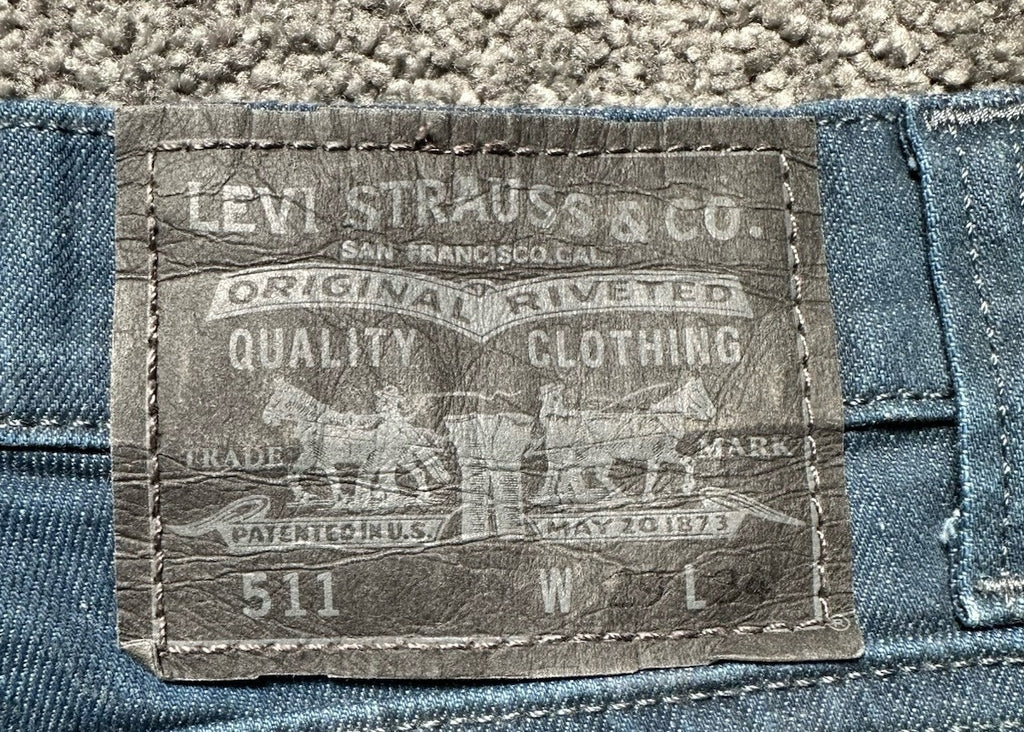 LEVI STRAUSS & CO.
SAN FRANCISCO, CAL.
ORIGINAL RIVETED
QUALITY CLOTHING
TRADE MARK
PATENTED IN U.S. MAY 20 1873
511 W L
®